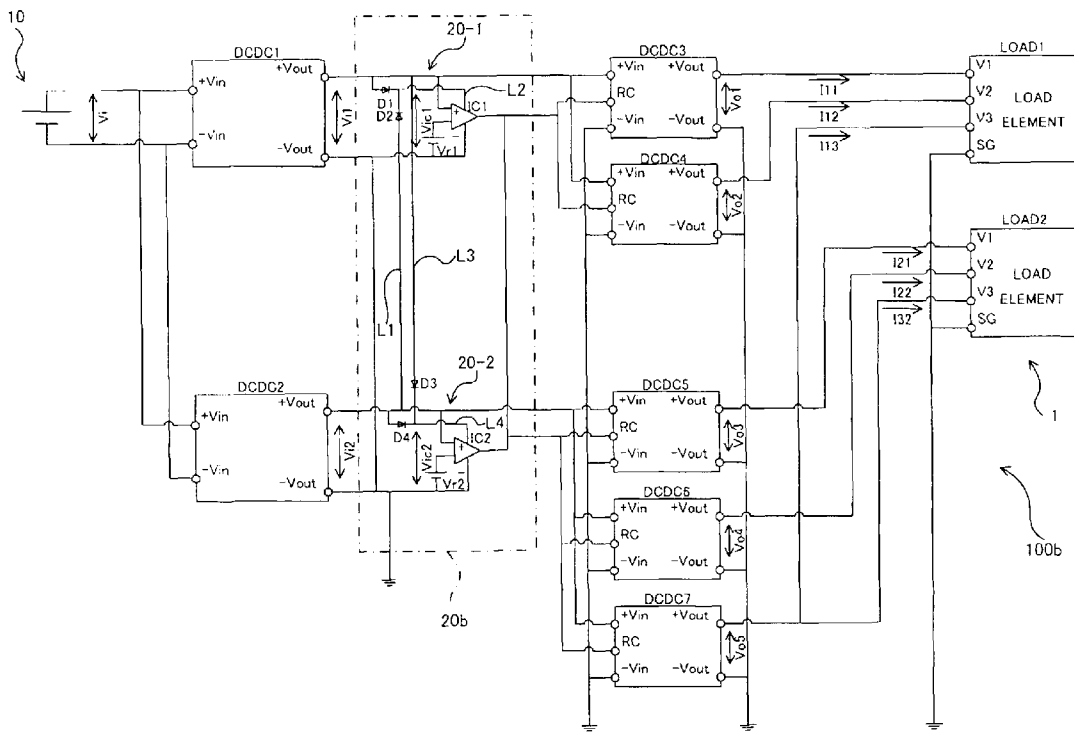 10
20-1
DCDC1
+Vin
+Vout
-Vin
-Vout
Vi
Vi1
D1
D2
L2
IC1
Vic1
Vr1
DCDC3
+Vin
+Vout
RC
-Vin
-Vout
Vo1
DCDC4
+Vin
+Vout
RC
-Vin
-Vout
Vo2
I11
I12
I13
LOAD1
V1
V2
V3
SG
LOAD
ELEMENT
LOAD2
V1
V2
V3
SG
LOAD
ELEMENT
I21
I22
I32
L3
L1
D3
20-2
DCDC2
+Vin
+Vout
-Vin
-Vout
Vi2
D4
L4
IC2
Vic2
Vr2
20b
DCDC5
+Vin
+Vout
RC
-Vin
-Vout
Vo3
DCDC6
+Vin
+Vout
RC
-Vin
-Vout
Vo4
DCDC7
+Vin
+Vout
RC
-Vin
-Vout
Vo5
1
100b